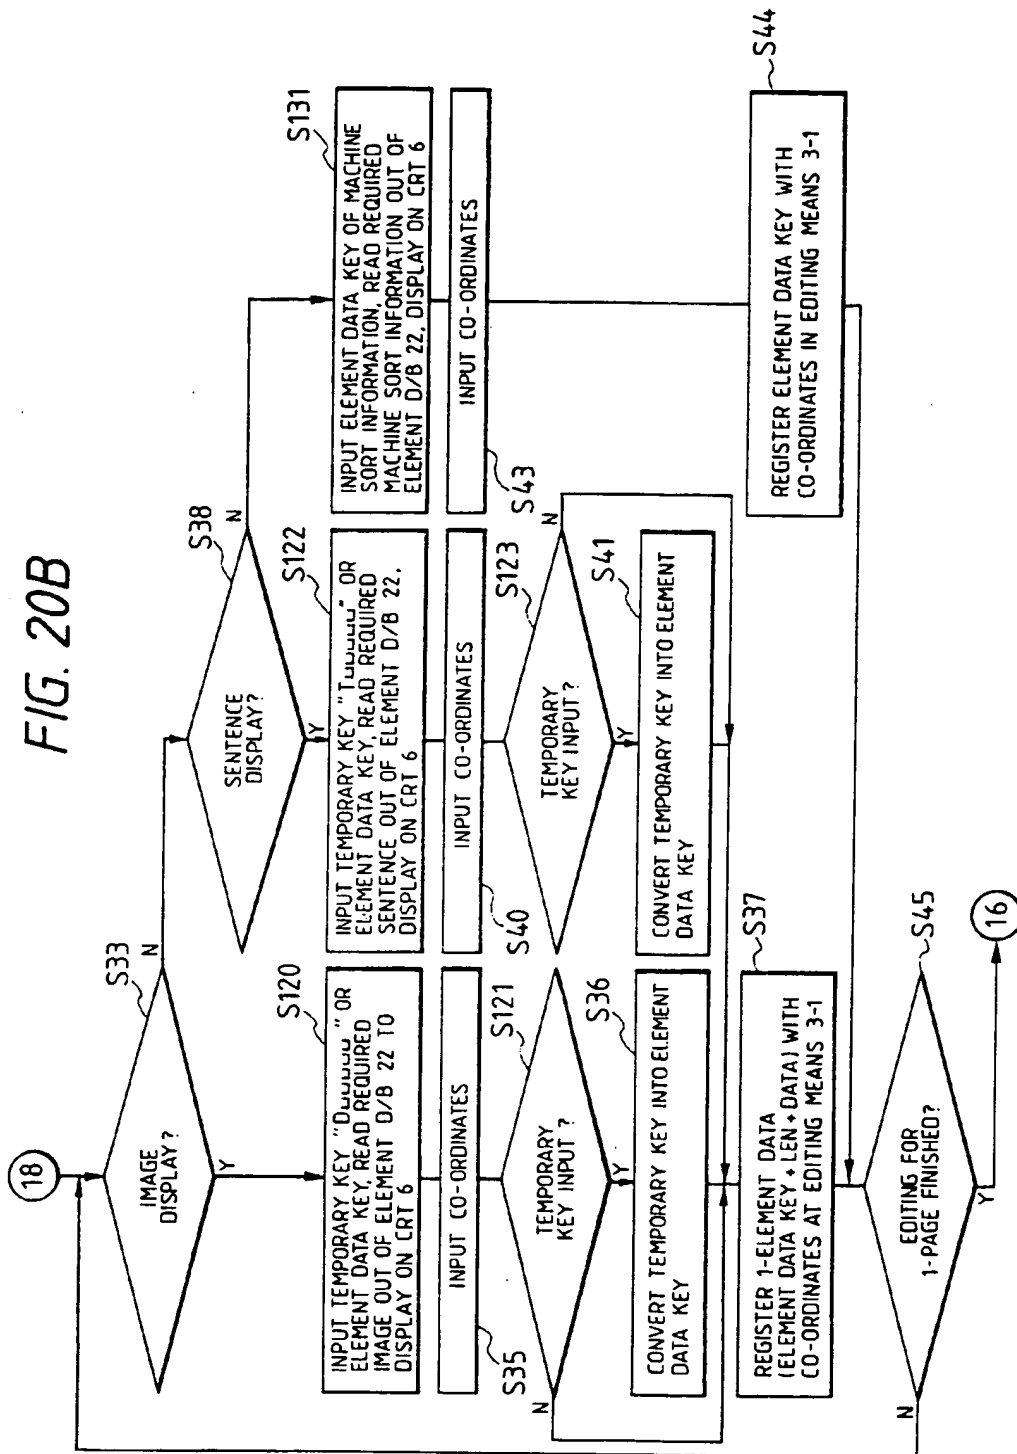 FIG. 20B
18
IMAGE
DISPLAY?
S33
N
Y
SENTENCE
DISPLAY?
S38
N
Y
S120
INPUT TEMPORARY KEY "D␣␣␣␣␣" OR
ELEMENT DATA KEY, READ REQUIRED
IMAGE OUT OF ELEMENT D/B 22 TO
DISPLAY ON CRT 6
S122
INPUT TEMPORARY KEY "T␣␣␣␣␣" OR
ELEMENT DATA KEY, READ REQUIRED
SENTENCE OUT OF ELEMENT D/B 22,
DISPLAY ON CRT 6
S131
INPUT ELEMENT DATA KEY OF MACHINE
SORT INFORMATION, READ REQUIRED
MACHINE SORT INFORMATION OUT OF
ELEMENT D/B 22, DISPLAY ON CRT 6
INPUT CO-ORDINATES
S35
INPUT CO-ORDINATES
S40
INPUT CO-ORDINATES
S43
TEMPORARY
KEY INPUT ?
S121
N
Y
TEMPORARY
KEY INPUT ?
S123
N
Y
S36
CONVERT TEMPORARY KEY INTO ELEMENT
DATA KEY
S41
CONVERT TEMPORARY KEY INTO ELEMENT
DATA KEY
S37
REGISTER 1-ELEMENT DATA
(ELEMENT DATA KEY + LEN + DATA) WITH
CO-ORDINATES AT EDITING MEANS 3-1
S44
REGISTER ELEMENT DATA KEY WITH
CO-ORDINATES IN EDITING MEANS 3-1
EDITING FOR
1-PAGE FINISHED?
S45
N
Y
16